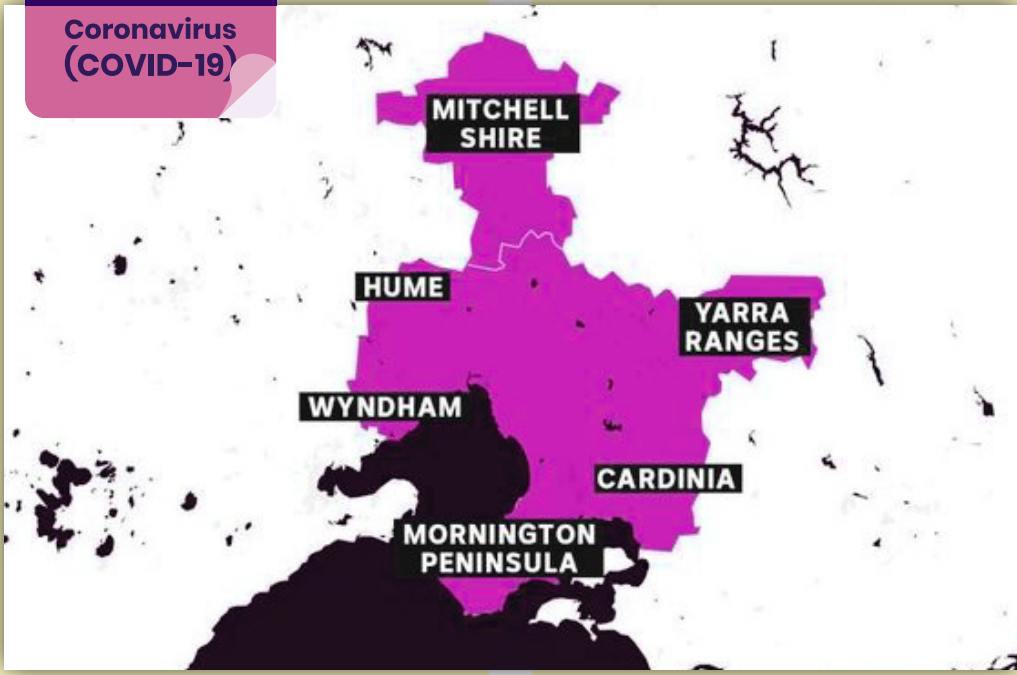 Coronavirus
(COVID-19)
MITCHELL
SHIRE
HUME
YARRA
RANGES
WYNDHAM
CARDINIA
MORNINGTON
PENINSULA